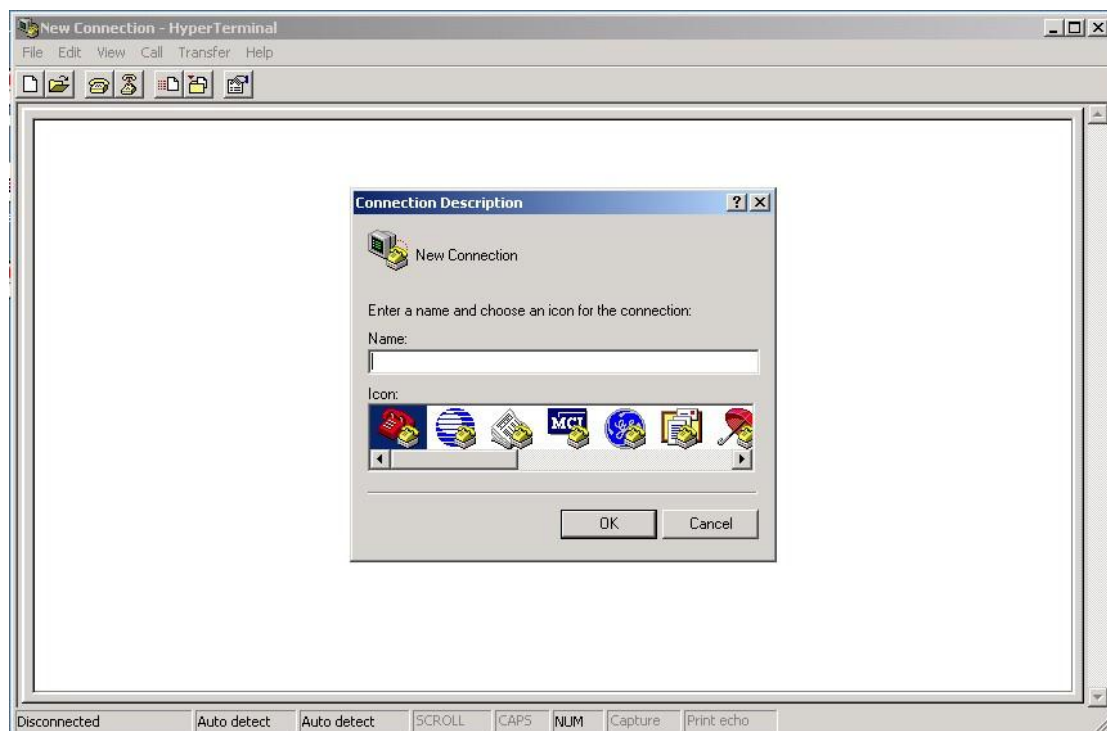 New Connection - HyperTerminal
File Edit View Call Transfer Help
Connection Description
New Connection
Enter a name and choose an icon for the connection:
Name:
Icon:
MCI
OK Cancel
Disconnected Auto detect Auto detect SCROLL CAPS NUM Capture Print echo